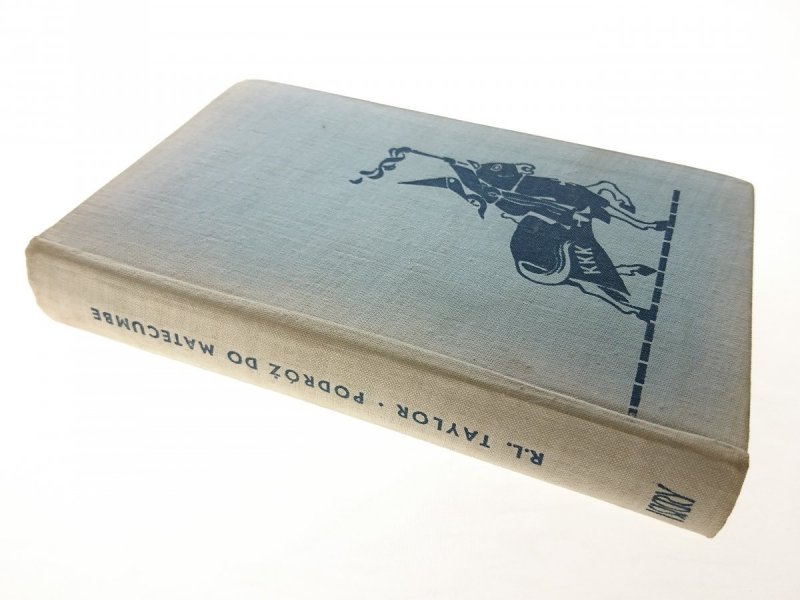 R.L. TAYLOR · PODRÓŻ DO MATECUMBE
ISKRY
KKK